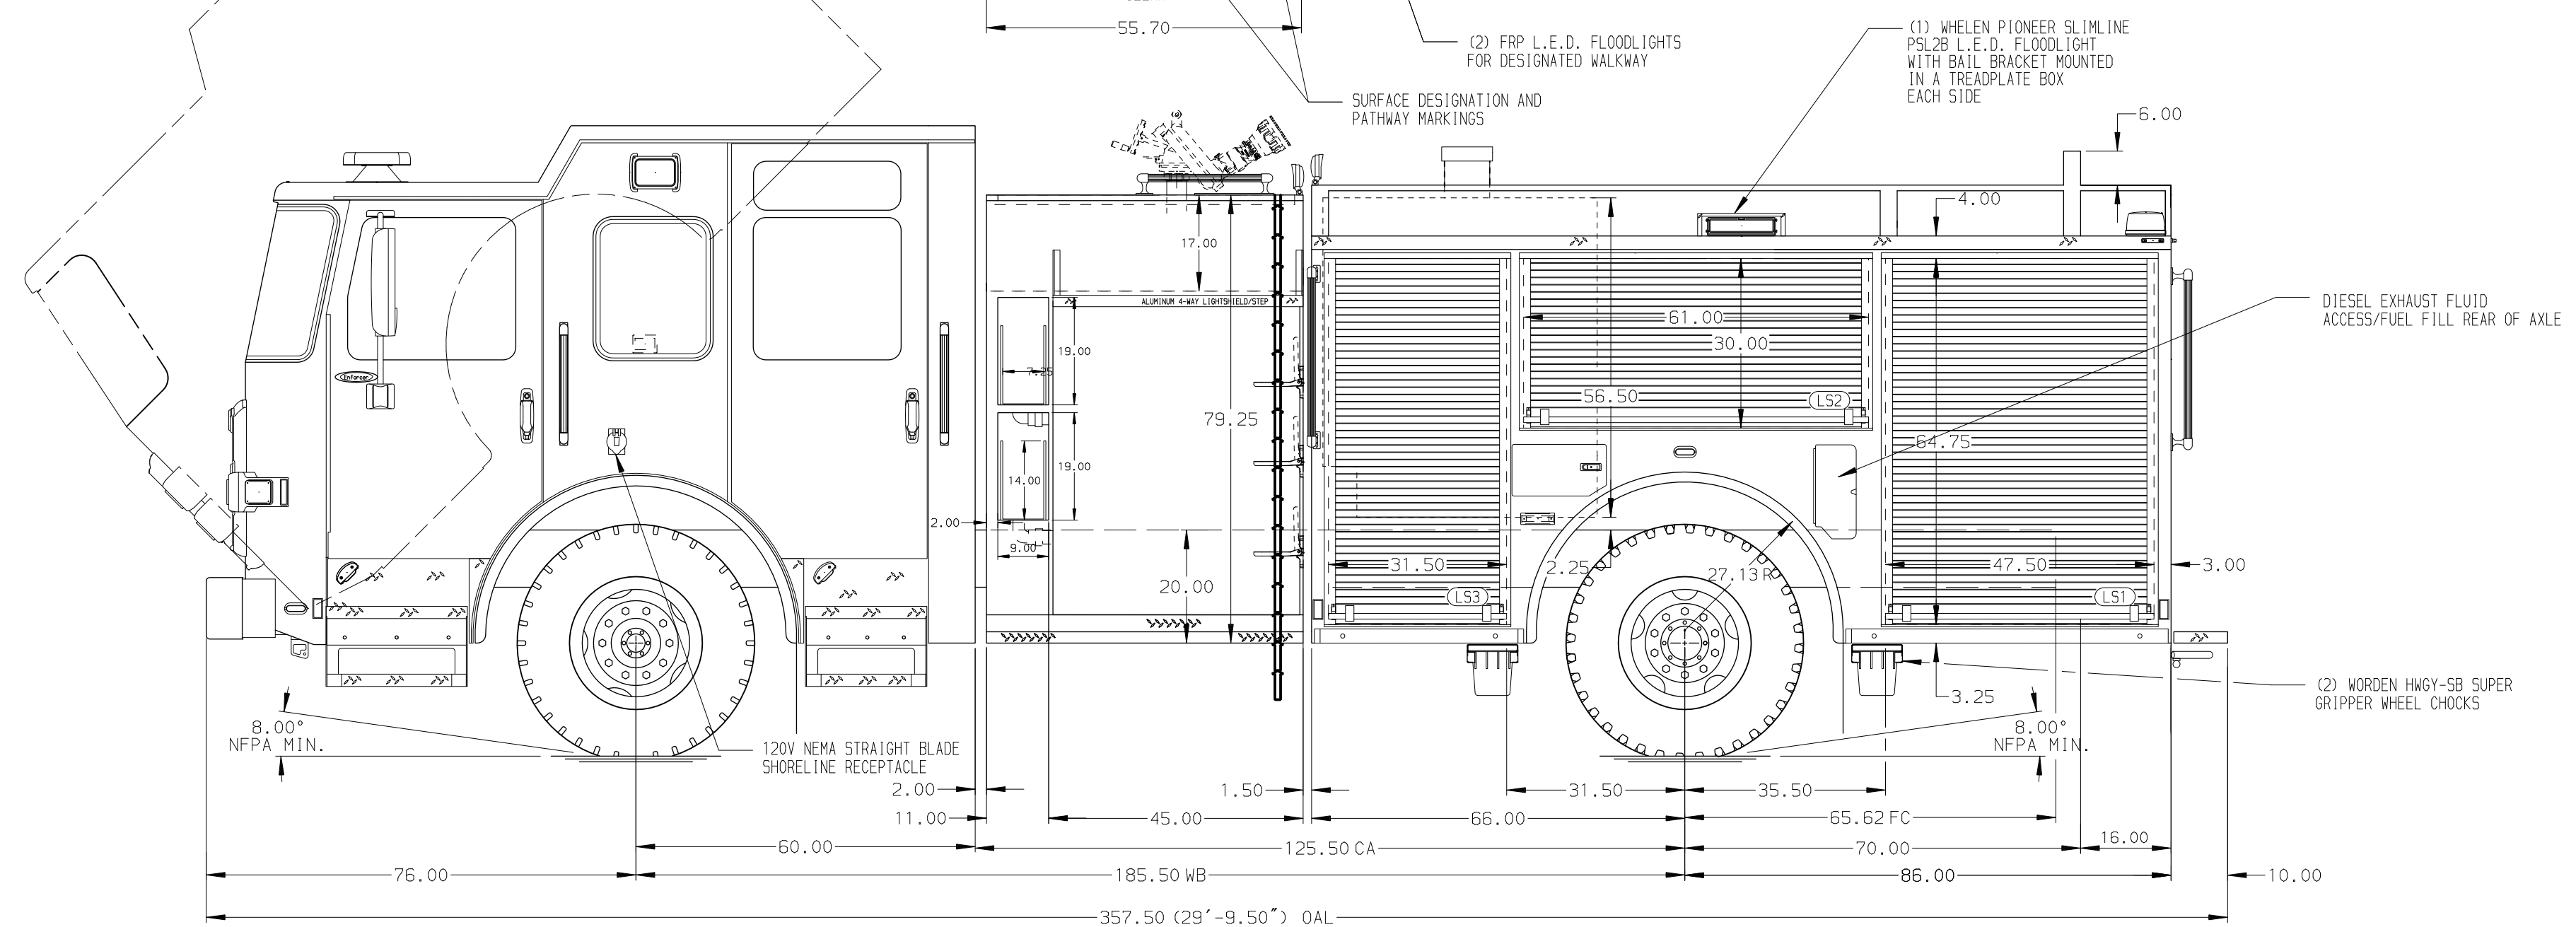 55.70
(2) FRP L.E.D. FLOODLIGHTS
FOR DESIGNATED WALKWAY
SURFACE DESIGNATION AND
PATHWAY MARKINGS
(1) WHELEN PIONEER SLIMLINE
PSL2B L.E.D. FLOODLIGHT
WITH BAIL BRACKET MOUNTED
IN A TREADPLATE BOX
EACH SIDE
6.00
4.00
17.00
ALUMINUM 4-WAY LIGHTSHIELD/STEP
DIESEL EXHAUST FLUID
ACCESS/FUEL FILL REAR OF AXLE
61.00
30.00
19.00
7.25
Enforcer
56.50
LS2
79.25
64.75
19.00
14.00
2.00
9.00
20.00
31.50
2.25
27.13 R
47.50
3.00
LS3
LS1
(2) WORDEN HWGY-SB SUPER
GRIPPER WHEEL CHOCKS
3.25
8.00°
NFPA MIN.
8.00°
NFPA MIN.
120V NEMA STRAIGHT BLADE
SHORELINE RECEPTACLE
2.00
1.50
31.50
35.50
11.00
45.00
66.00
65.62 FC
60.00
125.50 CA
70.00
16.00
76.00
185.50 WB
86.00
10.00
357.50 (29'-9.50") OAL